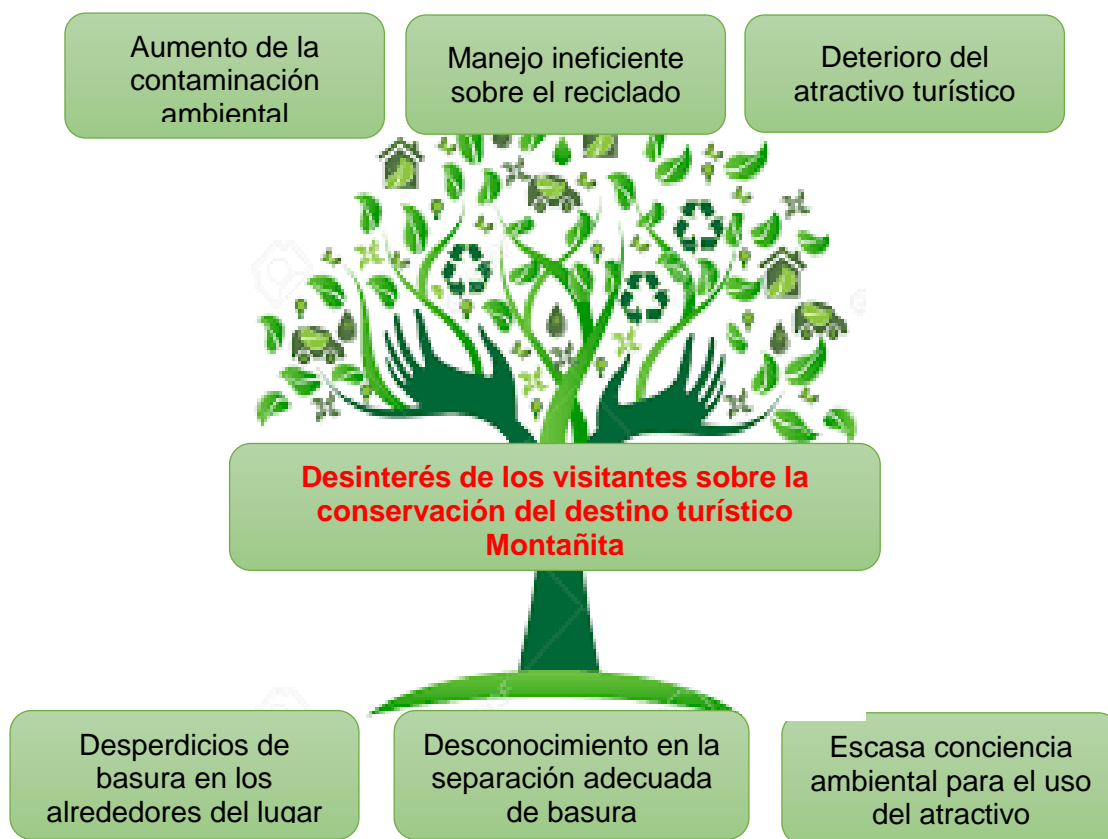 Aumento de la
contaminación
ambiental
Manejo ineficiente
sobre el reciclado
Deterioro del
atractivo turístico
Desinterés de los visitantes sobre la
conservación del destino turístico
Montañita
Desperdicios de
basura en los
alrededores del lugar
Desconocimiento en la
separación adecuada
de basura
Escasa conciencia
ambiental para el uso
del atractivo